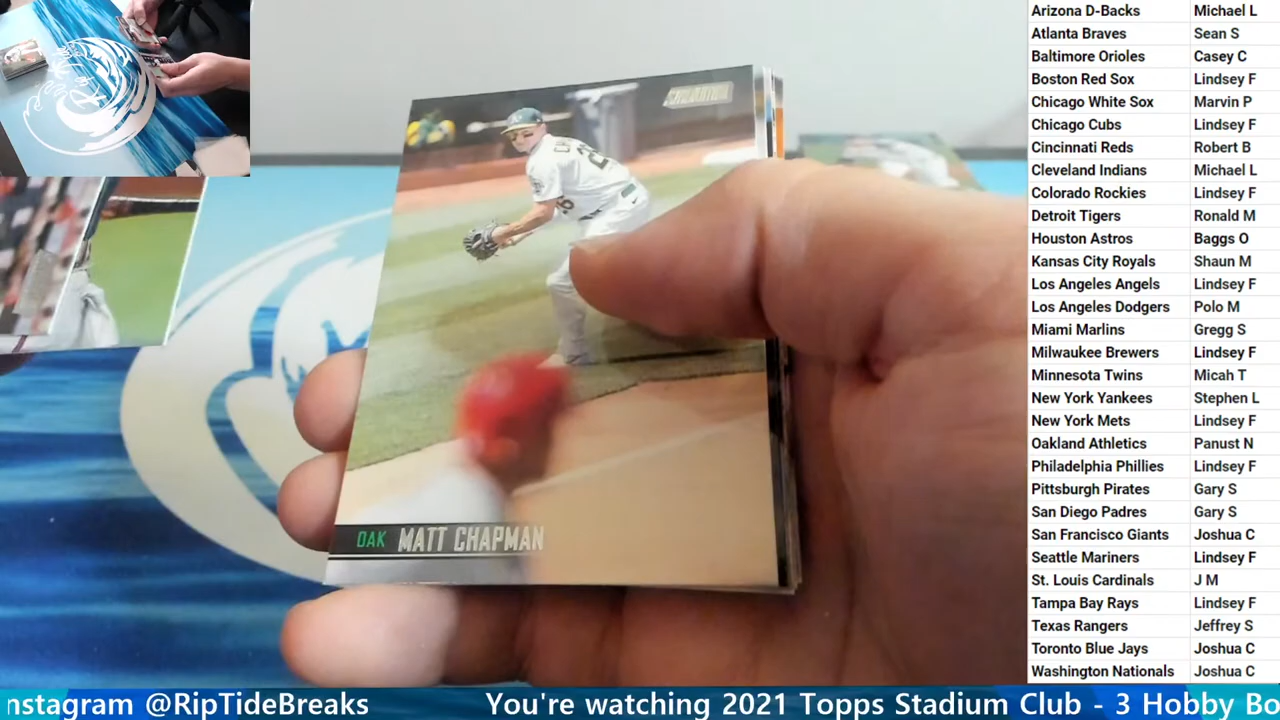 Arizona D-Backs Michael L
Atlanta Braves Sean S
Baltimore Orioles Casey C
Boston Red Sox Lindsey F
Chicago White Sox Marvin P
Chicago Cubs Lindsey F
Cincinnati Reds Robert B
Cleveland Indians Michael L
Colorado Rockies Lindsey F
Detroit Tigers Ronald M
Houston Astros Baggs O
Kansas City Royals Shaun M
Los Angeles Angels Lindsey F
Los Angeles Dodgers Polo M
Miami Marlins Gregg S
Milwaukee Brewers Lindsey F
Minnesota Twins Micah T
New York Yankees Stephen L
New York Mets Lindsey F
Oakland Athletics Panust N
Philadelphia Phillies Lindsey F
Pittsburgh Pirates Gary S
San Diego Padres Gary S
San Francisco Giants Joshua C
Seattle Mariners Lindsey F
St. Louis Cardinals J M
Tampa Bay Rays Lindsey F
Texas Rangers Jeffrey S
Toronto Blue Jays Joshua C
Washington Nationals Joshua C
OAK MATT CHAPMAN
nstagram @RipTideBreaks You're watching 2021 Topps Stadium Club - 3 Hobby Bo